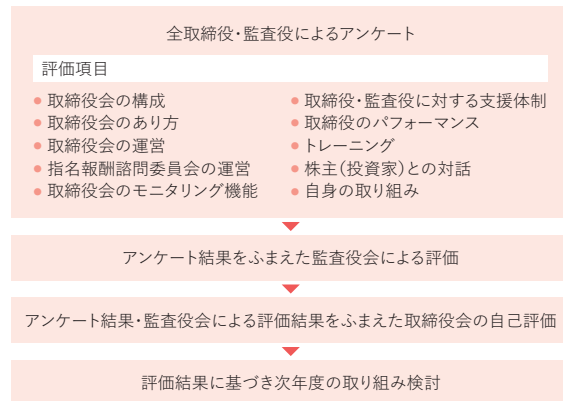 全取締役・監査役によるアンケート
評価項目
● 取締役会の構成
● 取締役会のあり方
● 取締役会の運営
● 指名報酬諮問委員会の運営
● 取締役会のモニタリング機能
● 取締役・監査役に対する支援体制
● 取締役のパフォーマンス
● トレーニング
● 株主(投資家)との対話
● 自身の取り組み
アンケート結果をふまえた監査役会による評価
アンケート結果・監査役会による評価結果をふまえた取締役会の自己評価
評価結果に基づき次年度の取り組み検討